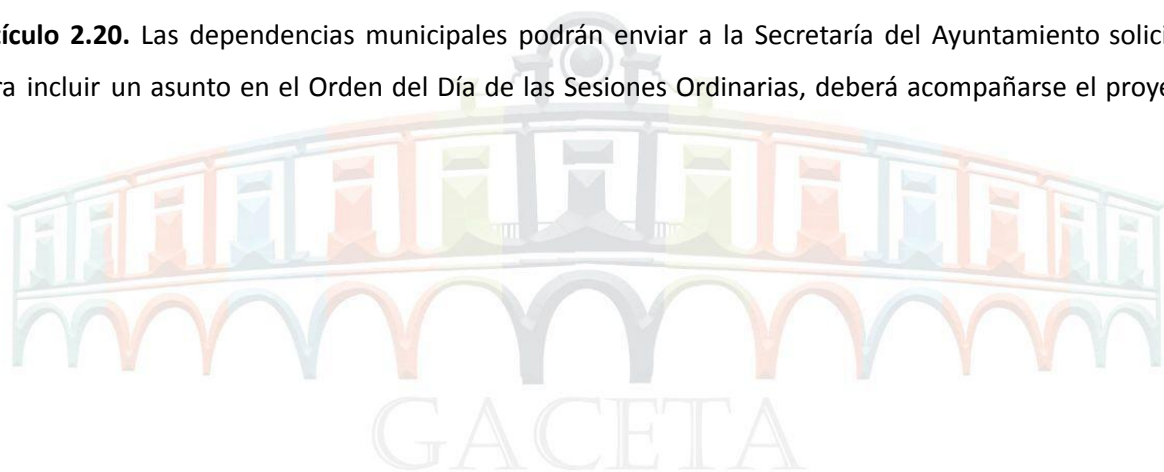 tículo 2.20. Las dependencias municipales podrán enviar a la Secretaría del Ayuntamiento solici
ra incluir un asunto en el Orden del Día de las Sesiones Ordinarias, deberá acompañarse el proye
GACETA